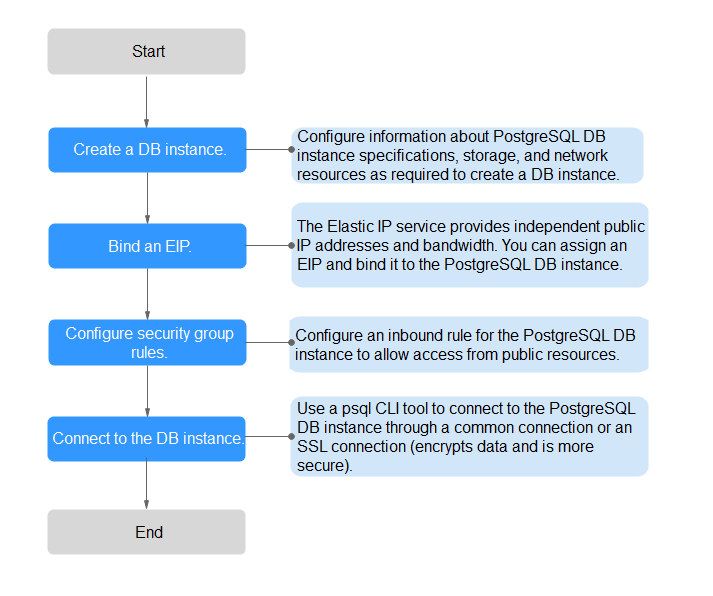 Start
Create a DB instance.
Configure information about PostgreSQL DB
instance specifications, storage, and network
resources as required to create a DB instance.
Bind an EIP.
The Elastic IP service provides independent public
IP addresses and bandwidth. You can assign an
EIP and bind it to the PostgreSQL DB instance.
Configure security group
rules.
Configure an inbound rule for the PostgreSQL DB
instance to allow access from public resources.
Connect to the DB instance.
Use a psql CLI tool to connect to the PostgreSQL
DB instance through a common connection or an
SSL connection (encrypts data and is more
secure).
End